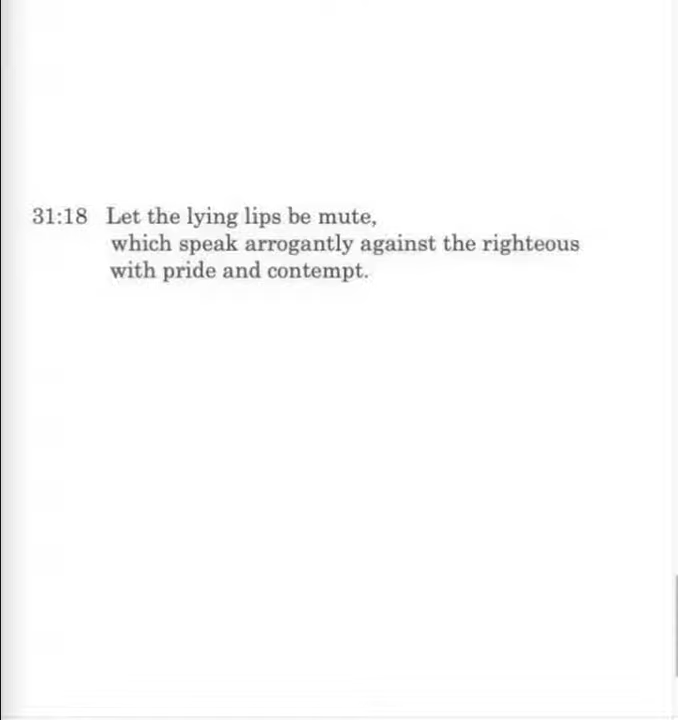 31:18 Let the lying lips be mute,
which speak arrogantly against the righteous
with pride and contempt.